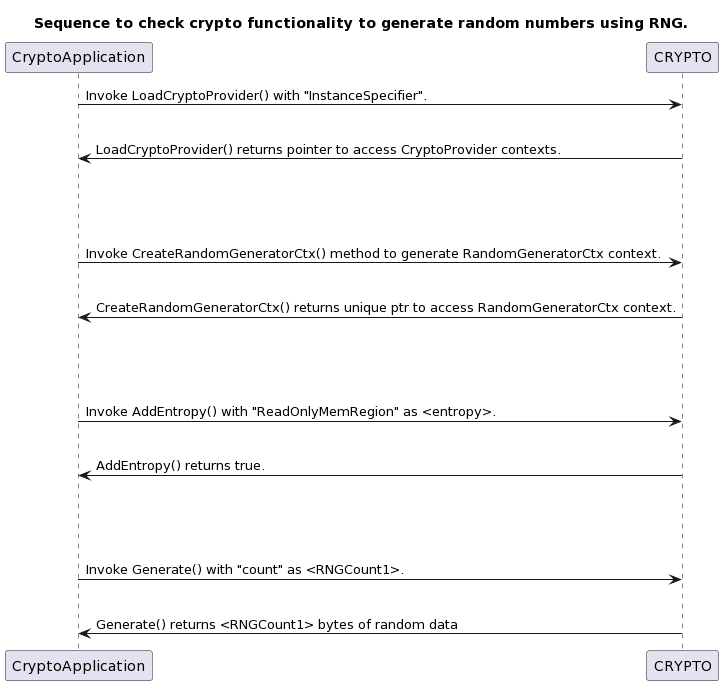 Sequence to check crypto functionality to generate random numbers using RNG.
CryptoApplication
CRYPTO
Invoke LoadCryptoProvider() with "InstanceSpecifier".
LoadCryptoProvider() returns pointer to access CryptoProvider contexts.
Invoke CreateRandomGeneratorCtx() method to generate RandomGeneratorCtx context.
CreateRandomGeneratorCtx() returns unique ptr to access RandomGeneratorCtx context.
Invoke AddEntropy() with "ReadOnlyMemRegion" as <entropy>.
AddEntropy() returns true.
Invoke Generate() with "count" as <RNGCount1>.
Generate() returns <RNGCount1> bytes of random data
CryptoApplication
CRYPTO